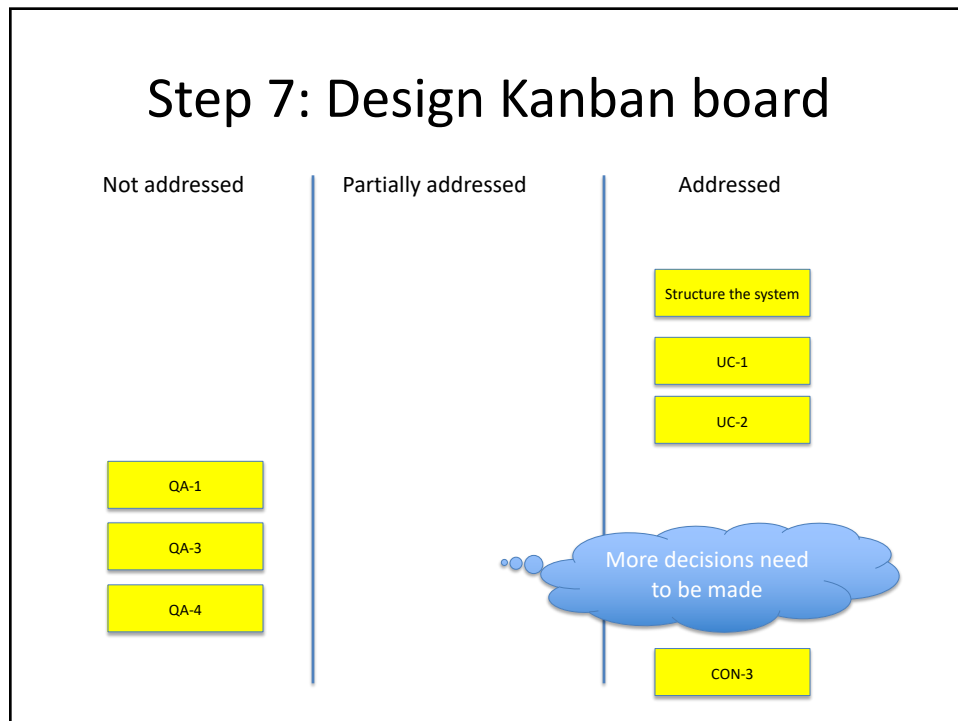 Step 7: Design Kanban board
Not addressed
Partially addressed
Addressed
Structure the system
UC-1
UC-2
QA-1
QA-3
QA-4
More decisions need
to be made
CON-3